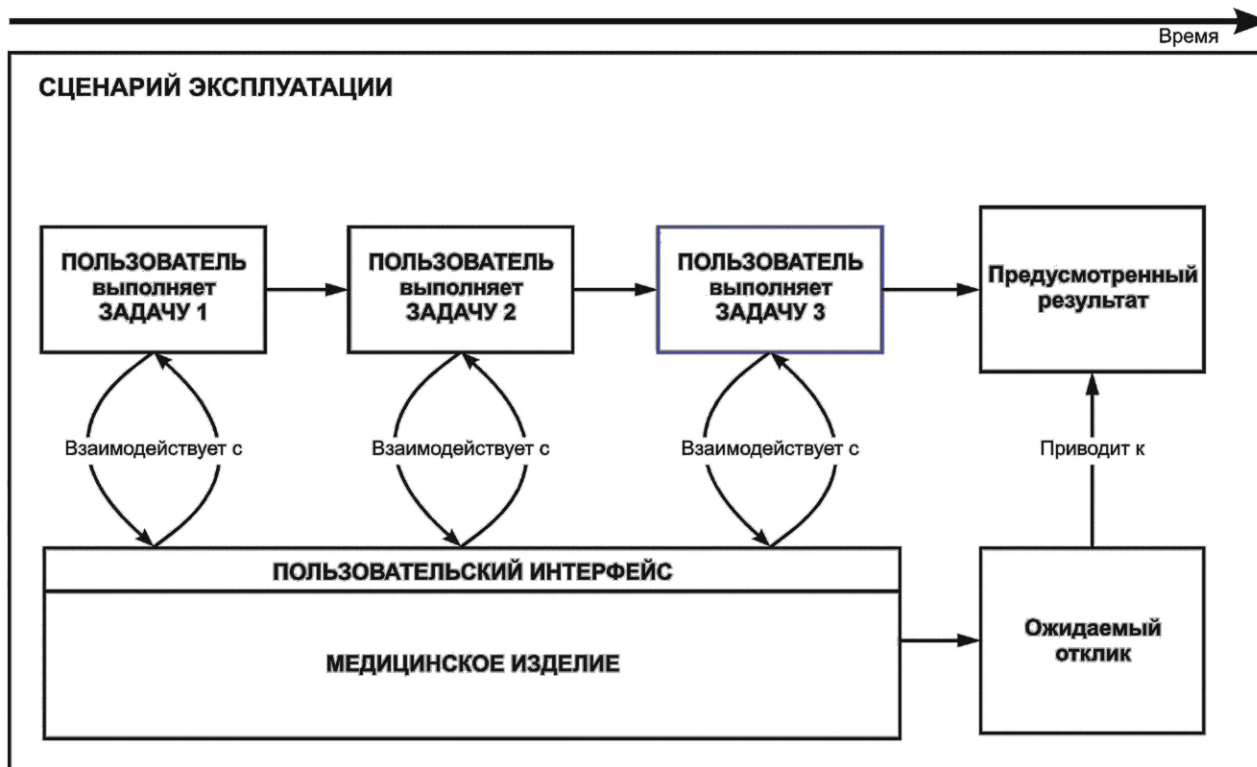 Время
СЦЕНАРИЙ ЭКСПЛУАТАЦИИ
ПОЛЬЗОВАТЕЛЬ
выполняет
ЗАДАЧУ 1
ПОЛЬЗОВАТЕЛЬ
выполняет
ЗАДАЧУ 2
ПОЛЬЗОВАТЕЛЬ
выполняет
ЗАДАЧУ 3
Предусмотренный
результат
Взаимодействует с
Взаимодействует с
Взаимодействует с
Приводит к
ПОЛЬЗОВАТЕЛЬСКИЙ ИНТЕРФЕЙС
МЕДИЦИНСКОЕ ИЗДЕЛИЕ
Ожидаемый
отклик